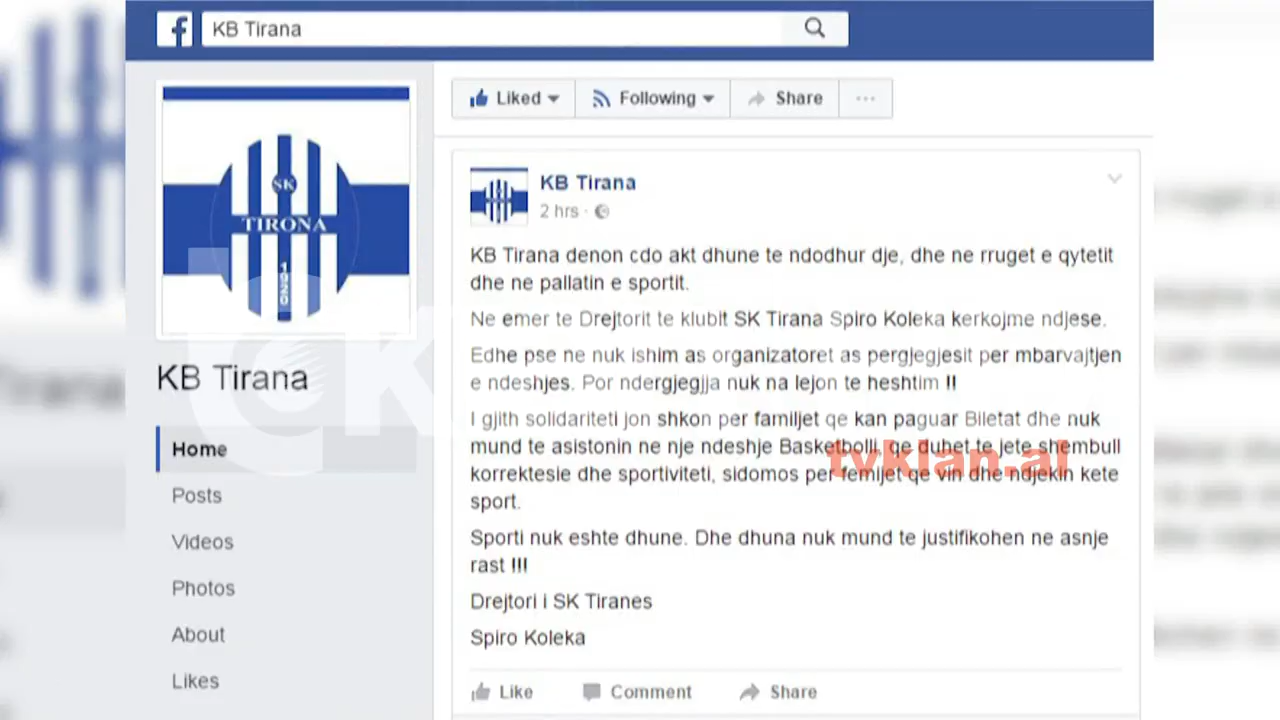 KB Tirana
SK
TIRONA
1920
KB Tirana
Home
Posts
Videos
Photos
About
Likes
Liked
Following
Share
KB Tirana
2 hrs
KB Tirana denon cdo akt dhune te ndodhur dje, dhe ne rruget e qytetit
dhe ne pallatin e sportit.
Ne emer te Drejtorit te klubit SK Tirana Spiro Koleka kerkojme ndjese.
Edhe pse ne nuk ishim as organizatoret as pergjegjesit per mbarvajtjen
e ndeshjes. Por ndergjegjja nuk na lejon te heshtim !!
I gjith solidariteti jon shkon per familjet qe kan paguar Biletat dhe nuk
mund te asistonin ne nje ndeshje Basketbolli, qe duhet te jete shembull
korrektesie dhe sportiviteti, sidomos per femijet qe vin dhe ndjekin kete
sport.
tvkian.al
Sporti nuk eshte dhune. Dhe dhuna nuk mund te justifikohen ne asnje
rast !!!
Drejtori i SK Tiranes
Spiro Koleka
Like Comment Share